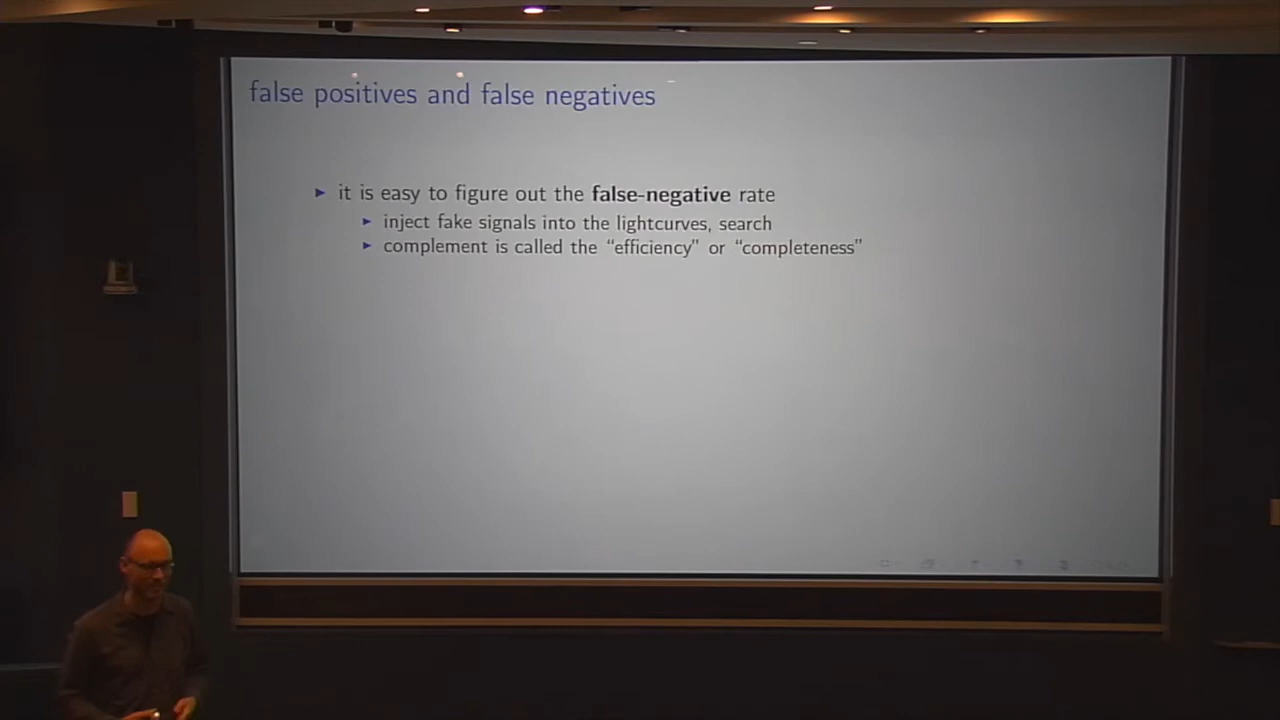 false positives and false negatives
► it is easy to figure out the false-negative rate
► inject fake signals into the lightcurves, search
► complement is called the “efficiency” or “completeness”